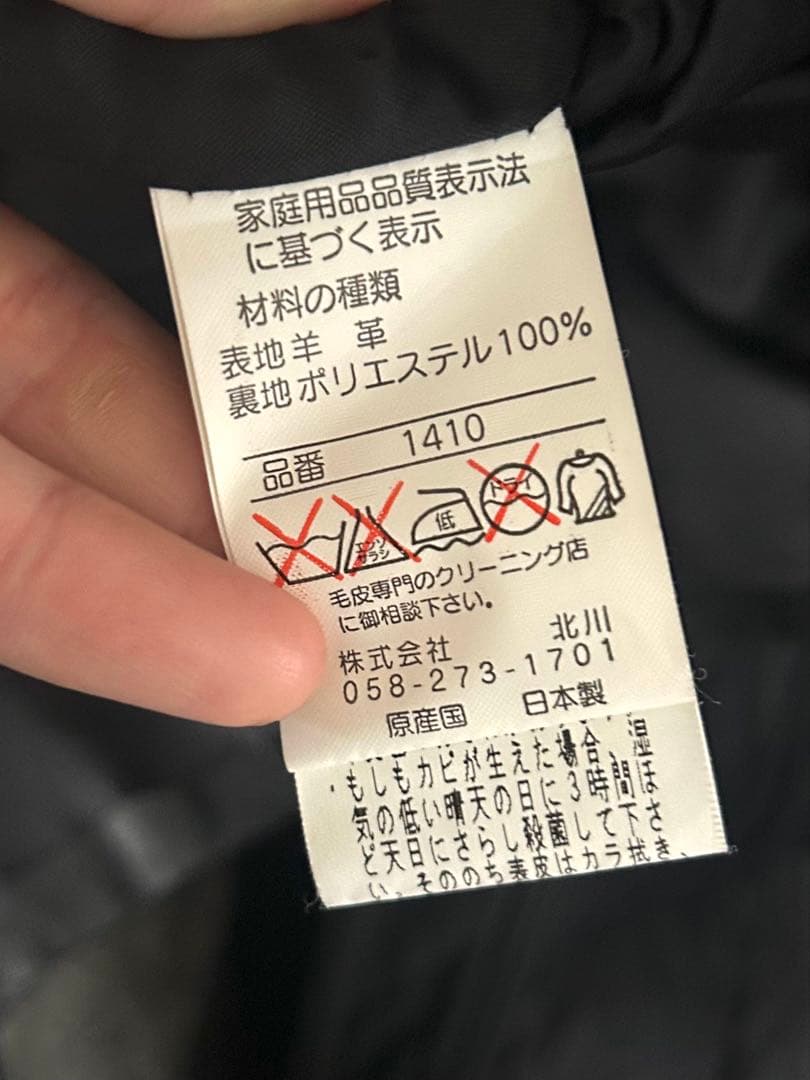 家庭用品品質表示法
に基づく表示
材料の種類
表地 羊 革
裏地 ポリエステル100%
品番 1410
エンソ
サラシ
低
ドライ
毛皮専門のクリーニング店
に御相談下さい。
株式会社 北川
058-273-1701
原産国 日本製
もしもカビが生えた場合、湿
気の低い晴天の日に3時間ほ
ど天日にさらし殺菌して下さ
い。そののち表皮はカラ拭き、